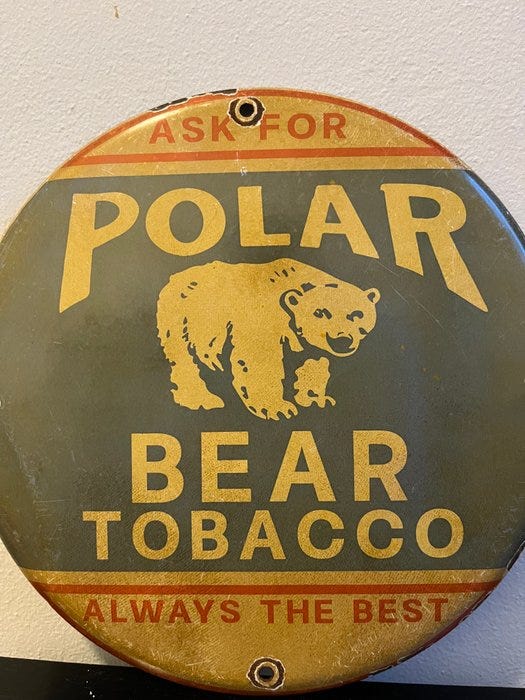 ASK FOR
POLAR
BEAR
TOBACCO
ALWAYS THE BEST